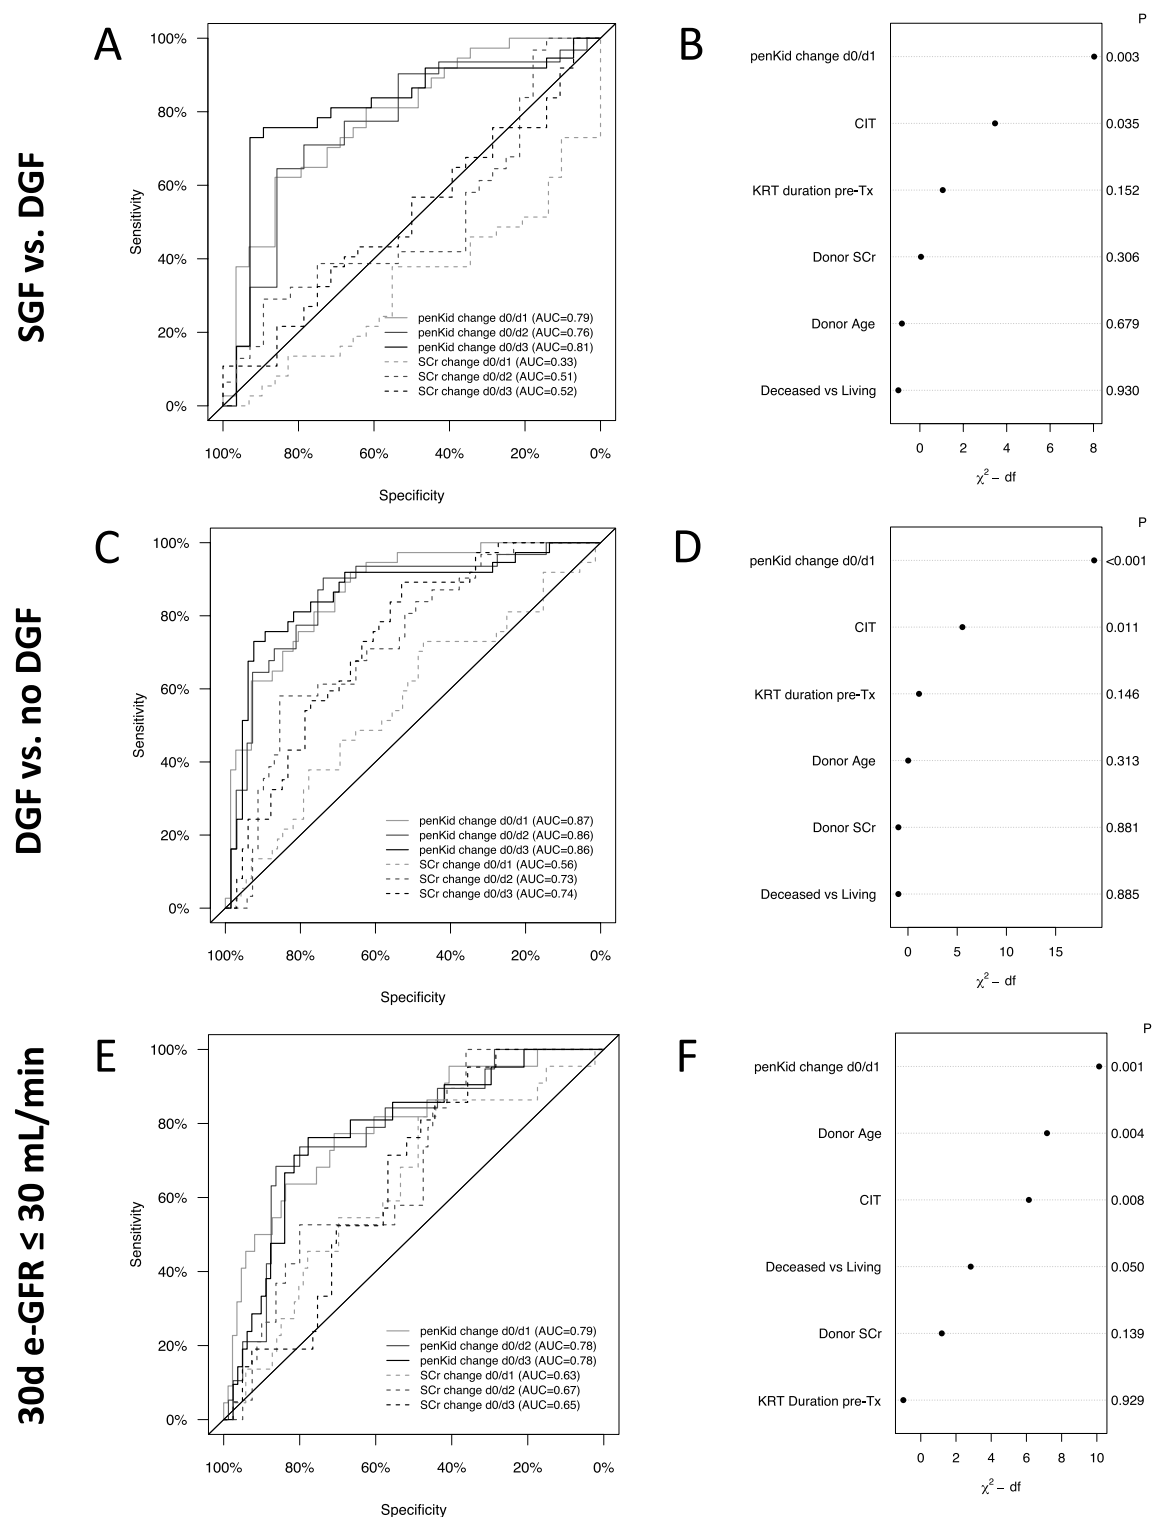 SGF vs. DGF
A
100%
80%
60%
40%
20%
0%
Sensitivity
penKid change d0/d1 (AUC=0.79)
penKid change d0/d2 (AUC=0.76)
penKid change d0/d3 (AUC=0.81)
SCr change d0/d1 (AUC=0.33)
SCr change d0/d2 (AUC=0.51)
SCr change d0/d3 (AUC=0.52)
100% 80% 60% 40% 20% 0%
Specificity
B
P
penKid change d0/d1 0.003
CIT 0.035
KRT duration pre-Tx 0.152
Donor SCr 0.306
Donor Age 0.679
Deceased vs Living 0.930
0 2 4 6 8
χ² − df
DGF vs. no DGF
C
100%
80%
60%
40%
20%
0%
Sensitivity
penKid change d0/d1 (AUC=0.87)
penKid change d0/d2 (AUC=0.86)
penKid change d0/d3 (AUC=0.86)
SCr change d0/d1 (AUC=0.56)
SCr change d0/d2 (AUC=0.73)
SCr change d0/d3 (AUC=0.74)
100% 80% 60% 40% 20% 0%
Specificity
D
P
penKid change d0/d1 <0.001
CIT 0.011
KRT duration pre-Tx 0.146
Donor Age 0.313
Donor SCr 0.881
Deceased vs Living 0.885
0 5 10 15
χ² − df
30d e-GFR ≤ 30 mL/min
E
100%
80%
60%
40%
20%
0%
Sensitivity
penKid change d0/d1 (AUC=0.79)
penKid change d0/d2 (AUC=0.78)
penKid change d0/d3 (AUC=0.78)
SCr change d0/d1 (AUC=0.63)
SCr change d0/d2 (AUC=0.67)
SCr change d0/d3 (AUC=0.65)
100% 80% 60% 40% 20% 0%
Specificity
F
P
penKid change d0/d1 0.001
Donor Age 0.004
CIT 0.008
Deceased vs Living 0.050
Donor SCr 0.139
KRT Duration pre-Tx 0.929
0 2 4 6 8 10
χ² − df